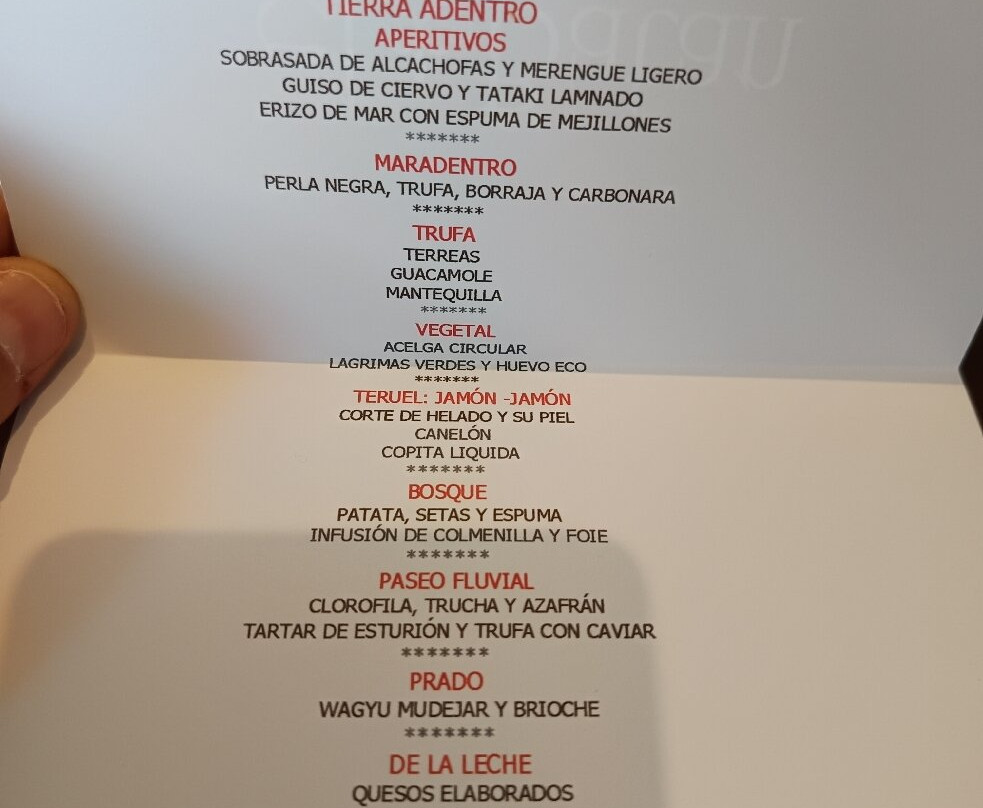 TIERRA ADENTRO
APERITIVOS
SOBRASADA DE ALCACHOFAS Y MERENGUE LIGERO
GUISO DE CIERVO Y TATAKI LAMNADO
ERIZO DE MAR CON ESPUMA DE MEJILLONES
*******
MARADENTRO
PERLA NEGRA, TRUFA, BORRAJA Y CARBONARA
*******
TRUFA
TERREAS
GUACAMOLE
MANTEQUILLA
*******
VEGETAL
ACELGA CIRCULAR
LAGRIMAS VERDES Y HUEVO ECO
*******
TERUEL: JAMÓN -JAMÓN
CORTE DE HELADO Y SU PIEL
CANELÓN
COPITA LIQUIDA
*******
BOSQUE
PATATA, SETAS Y ESPUMA
INFUSIÓN DE COLMENILLA Y FOIE
*******
PASEO FLUVIAL
CLOROFILA, TRUCHA Y AZAFRÁN
TARTAR DE ESTURIÓN Y TRUFA CON CAVIAR
*******
PRADO
WAGYU MUDEJAR Y BRIOCHE
*******
DE LA LECHE
QUESOS ELABORADOS